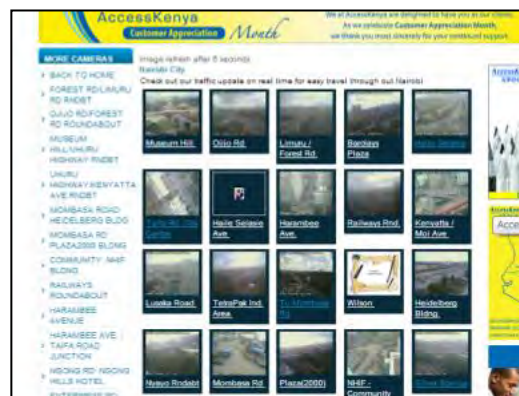 AccessKenya
Customer Appreciation Month
We at AccessKenya are delighted to have you as our client.
As we celebrate Customer Appreciation Month,
we thank you most sincerely for your continued support.
MORE CAMERAS
BACK TO HOME
FOREST RD/LIMURU
RD RNDBT
OJIJO RD/FOREST
RD ROUNDABOUT
MUSEUM
HILL/UHURU
HIGHWAY RNDBT
UHURU
HIGHWAY/KENYATTA
AVE RNDBT
MOMBASA ROAD
HEIDELBERG BLDG
MOMBASA RD
PLAZA2000 BLDNG
COMMUNITY NHIF
BLDNG
RAILWAYS
ROUNDABOUT
HARAMBEE
AVENUE
HARAMBEE AVE /
TAIFA ROAD
JUNCTION
NGONG RD NGONG
HILLS HOTEL
Image refresh after 5 seconds
Nairobi City
Check out our traffic update on real time for easy travel through out Nairobi
Museum Hill
Ojijo Rd
Limuru /
Forest Rd.
Barclays
Plaza
Haile Selasie
Ave.
Harambee
Ave.
Railways Rnd.
Kenyatta /
Moi Ave
Lusaka Road
TetraPak Ind.
Area.
To Mombasa
Rd
Wilson
Heidelberg
Bldng.
Nyayo Rndabt
Mombasa Rd
Plaza(2000)
NHIF -
Community
Acce